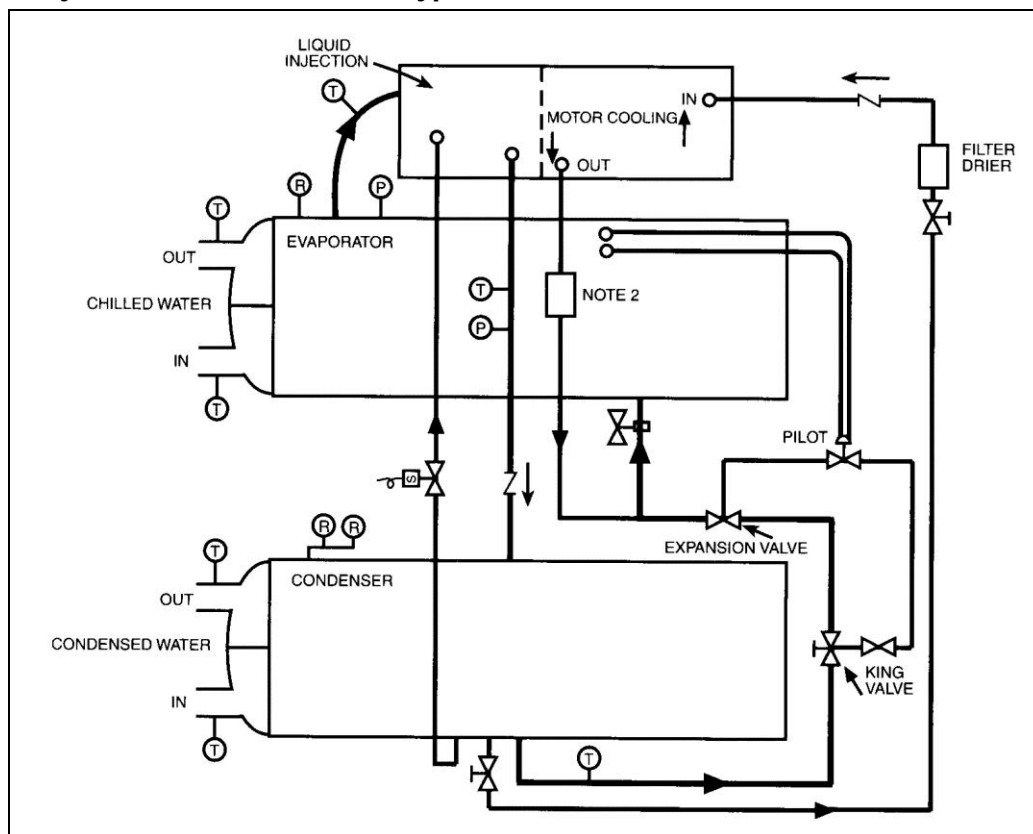 LIQUID
INJECTION
T
IN
MOTOR COOLING
OUT
FILTER
DRIER
R
P
T
EVAPORATOR
OUT
T
NOTE 2
CHILLED WATER
P
IN
T
PILOT
S
EXPANSION VALVE
R R
T
CONDENSER
OUT
CONDENSED WATER
KING
VALVE
IN
T
T